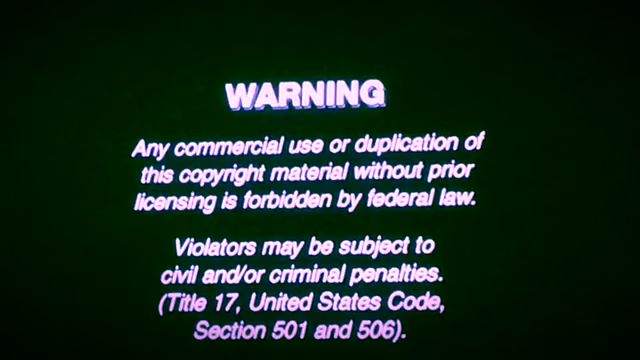 WARNING
Any commercial use or duplication of
this copyright material without prior
licensing is forbidden by federal law.
Violators may be subject to
civil and/or criminal penalties.
(Title 17, United States Code,
Section 501 and 506).